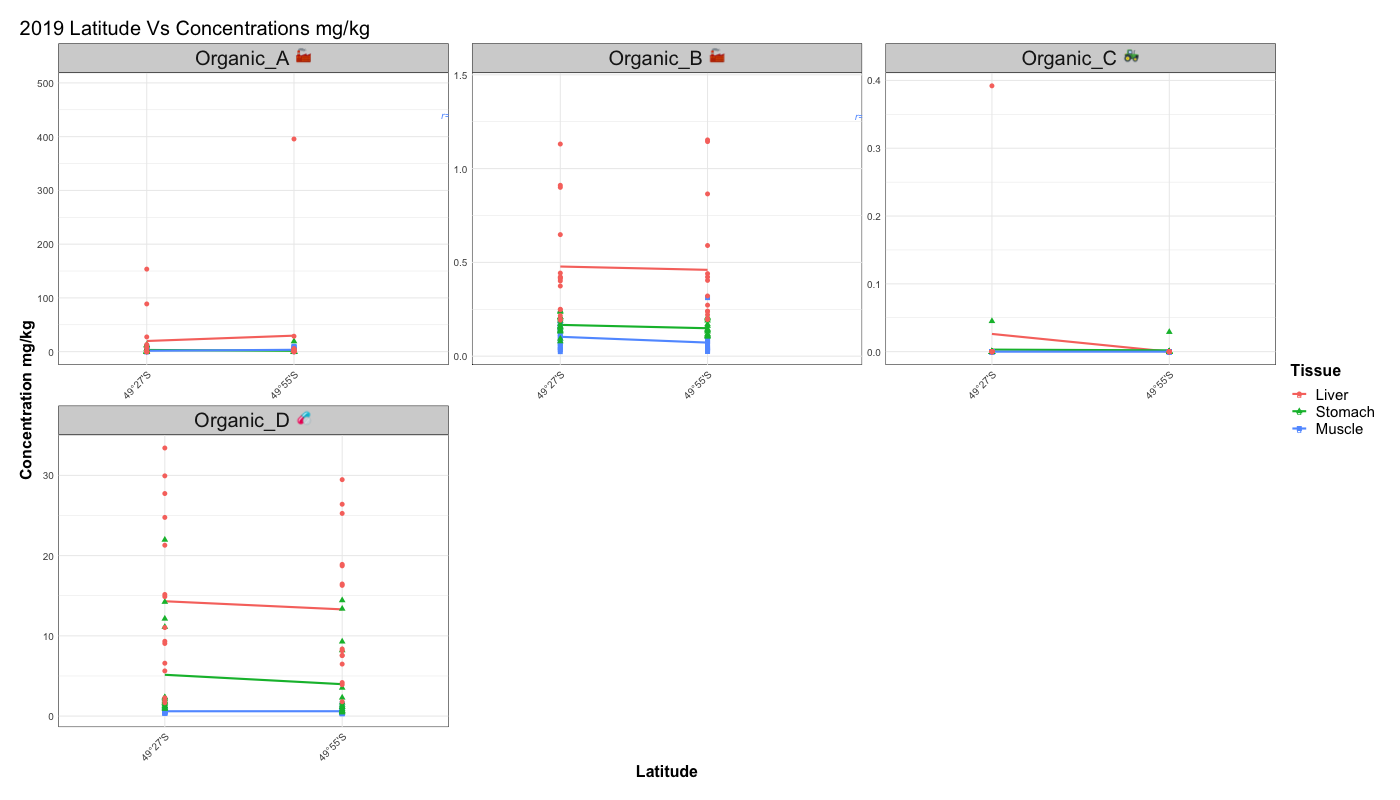 2019 Latitude Vs Concentrations mg/kg
Organic_A
Organic_B
Organic_C
500
400
300
200
100
0
r=
49°27'S
49°55'S
1.5
1.0
0.5
0.0
r=
49°27'S
49°55'S
0.4
0.3
0.2
0.1
0.0
49°27'S
49°55'S
Organic_D
30
20
10
0
49°27'S
49°55'S
Concentration mg/kg
Latitude
Tissue
Liver
Stomach
Muscle